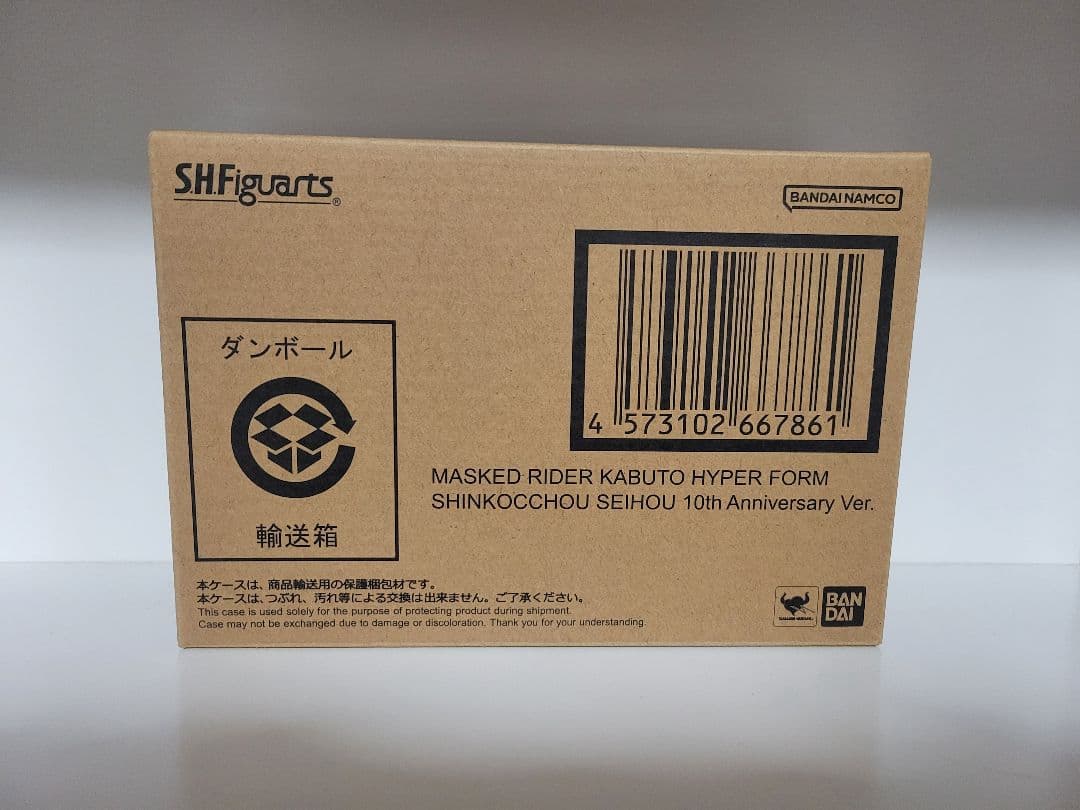 S.H.Figuarts®
BANDAI NAMCO
4 573102 667861
ダンボール
輸送箱
MASKED RIDER KABUTO HYPER FORM
SHINKOCCHOU SEIHOU 10th Anniversary Ver.
本ケースは、商品輸送用の保護梱包材です。
本ケースは、つぶれ、汚れ等による交換は出来ません。ご了承ください。
This case is used solely for the purpose of protecting product during shipment.
Case may not be exchanged due to damage or discoloration. Thank you for your understanding.
BAN
DAI